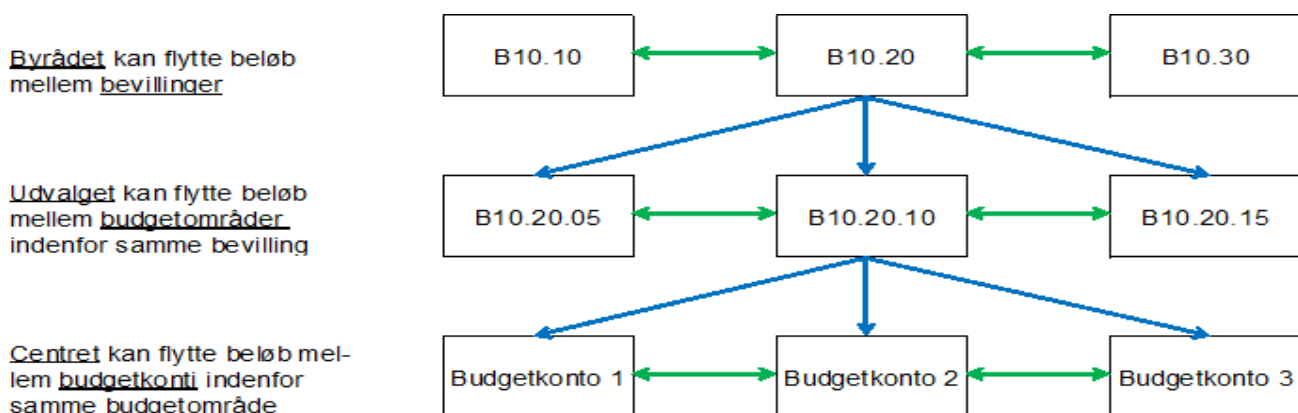 Byrådet kan flytte beløb
mellem bevillinger
B10.10
B10.20
B10.30
Udvalget kan flytte beløb
mellem budgetområder
indenfor samme bevilling
B10.20.05
B10.20.10
B10.20.15
Centret kan flytte beløb mel-
lem budgetkonti indenfor
samme budgetområde
Budgetkonto 1
Budgetkonto 2
Budgetkonto 3